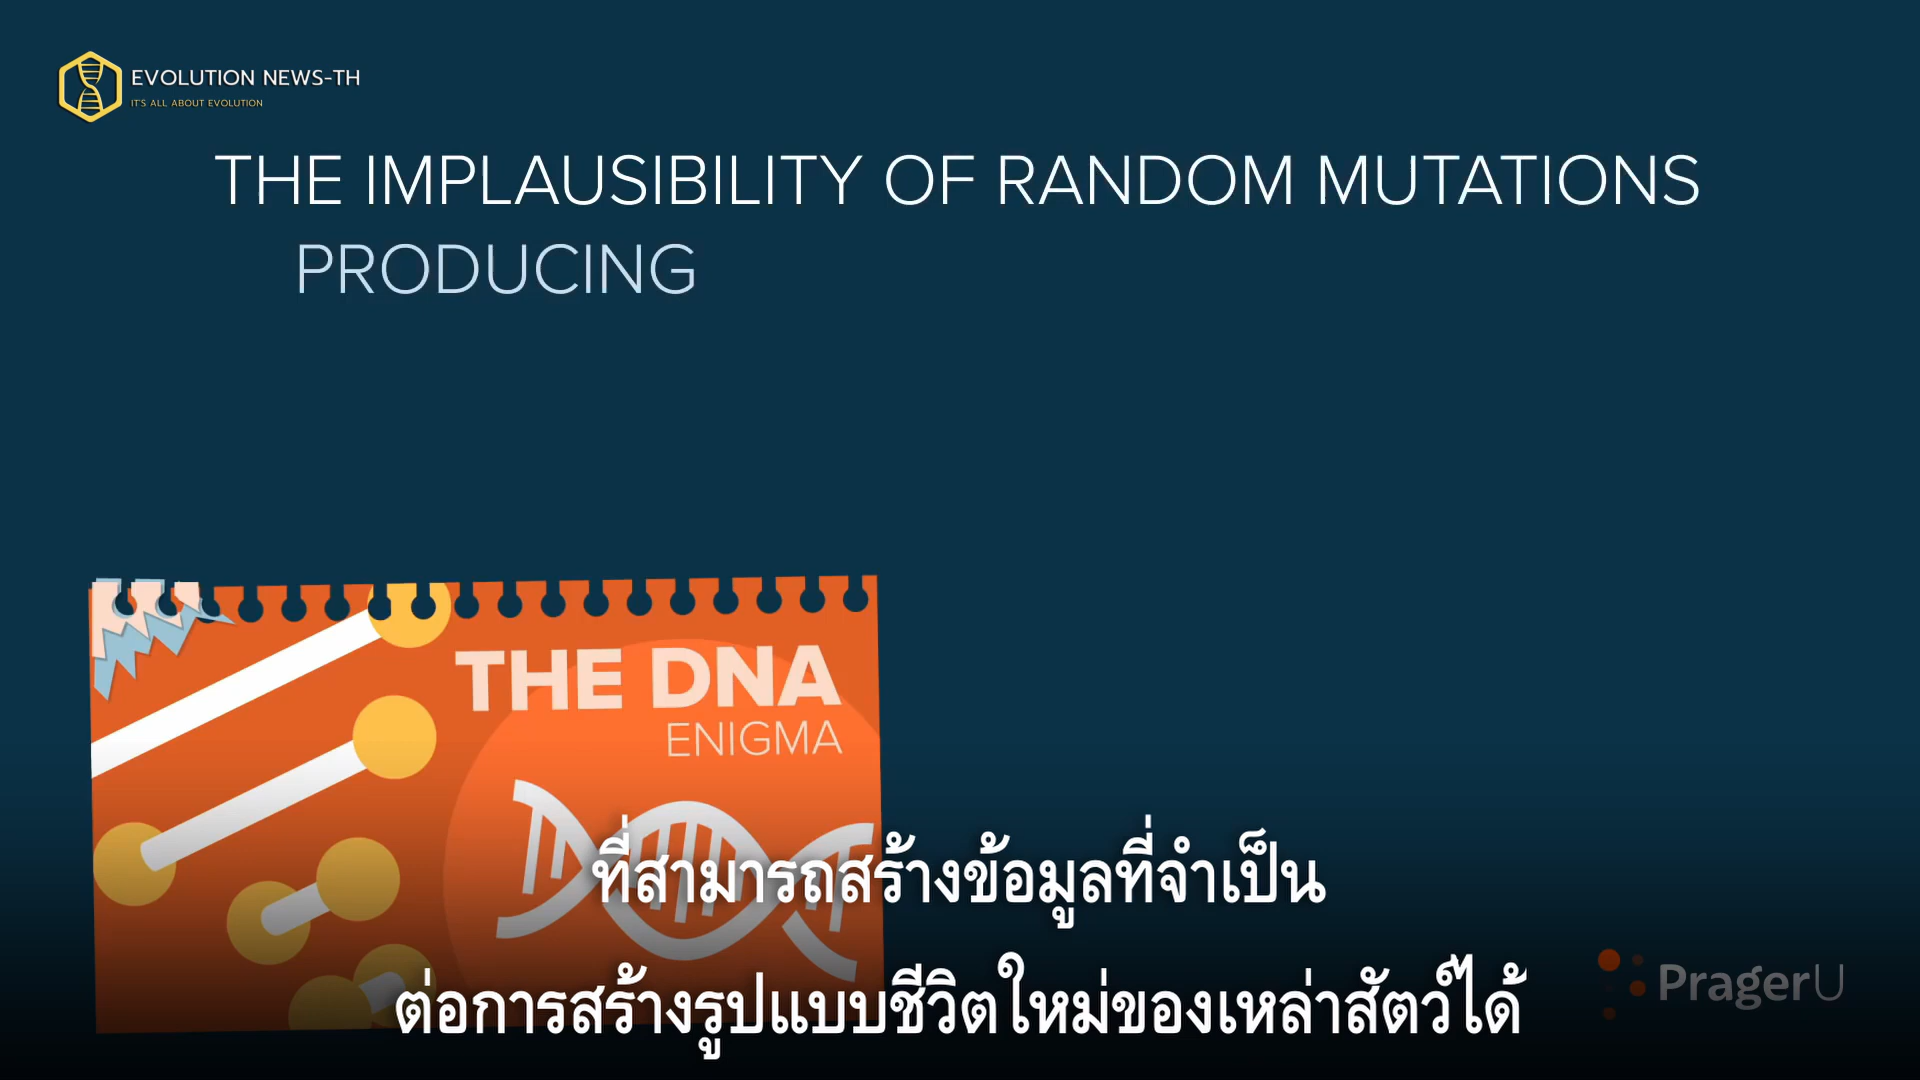 EVOLUTION NEWS-TH
IT'S ALL ABOUT EVOLUTION
THE IMPLAUSIBILITY OF RANDOM MUTATIONS
PRODUCING
THE DNA
ENIGMA
ที่สามารถสร้างข้อมูลที่จำเป็น
ต่อการสร้างรูปแบบชีวิตใหม่ของเหล่าสัตว์ได้
PragerU